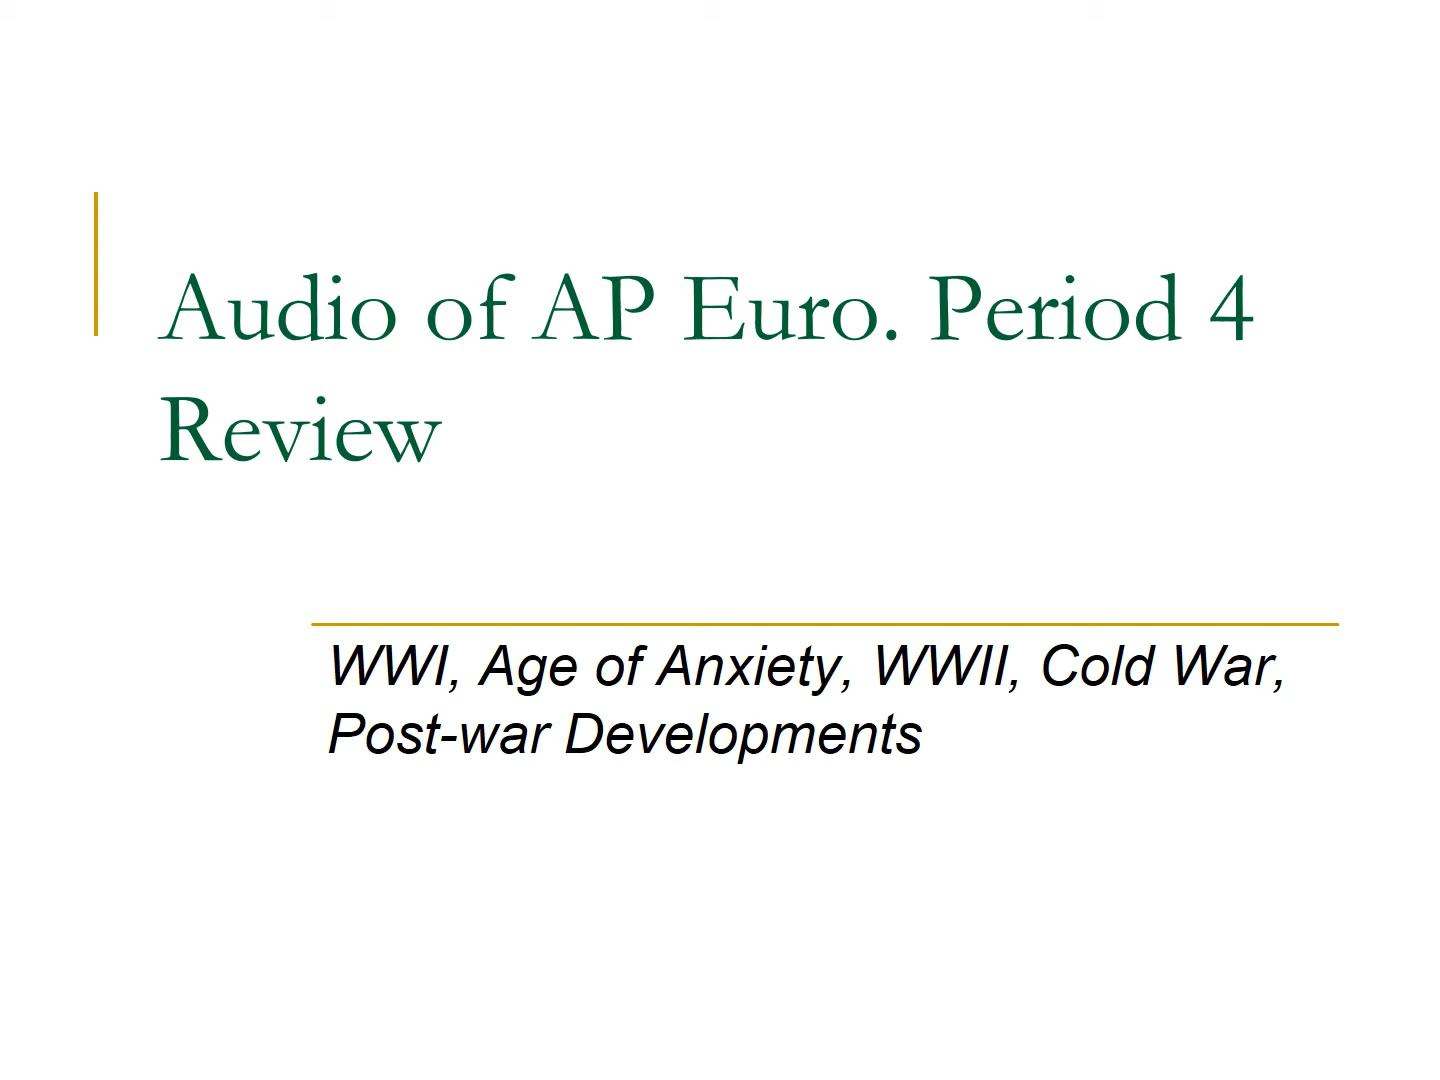 Audio of AP Euro. Period 4
Review
WWI, Age of Anxiety, WWII, Cold War,
Post-war Developments